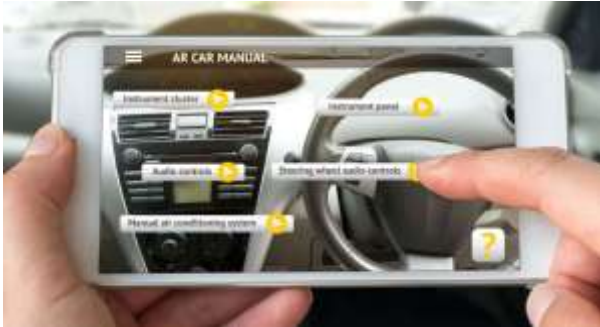 AR CAR MANUAL
Instrument cluster
Instrument panel
Audio controls
Steering wheel audio controls
Manual air conditioning system
?